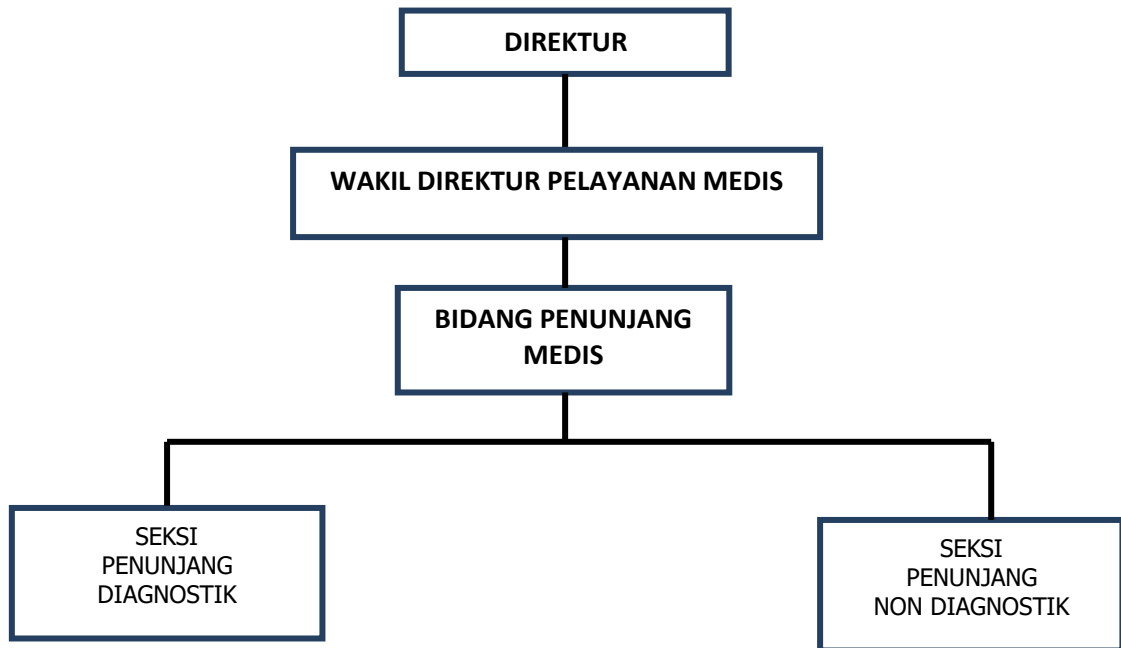 DIREKTUR
WAKIL DIREKTUR PELAYANAN MEDIS
BIDANG PENUNJANG
MEDIS
SEKSI
PENUNJANG
DIAGNOSTIK
SEKSI
PENUNJANG
NON DIAGNOSTIK